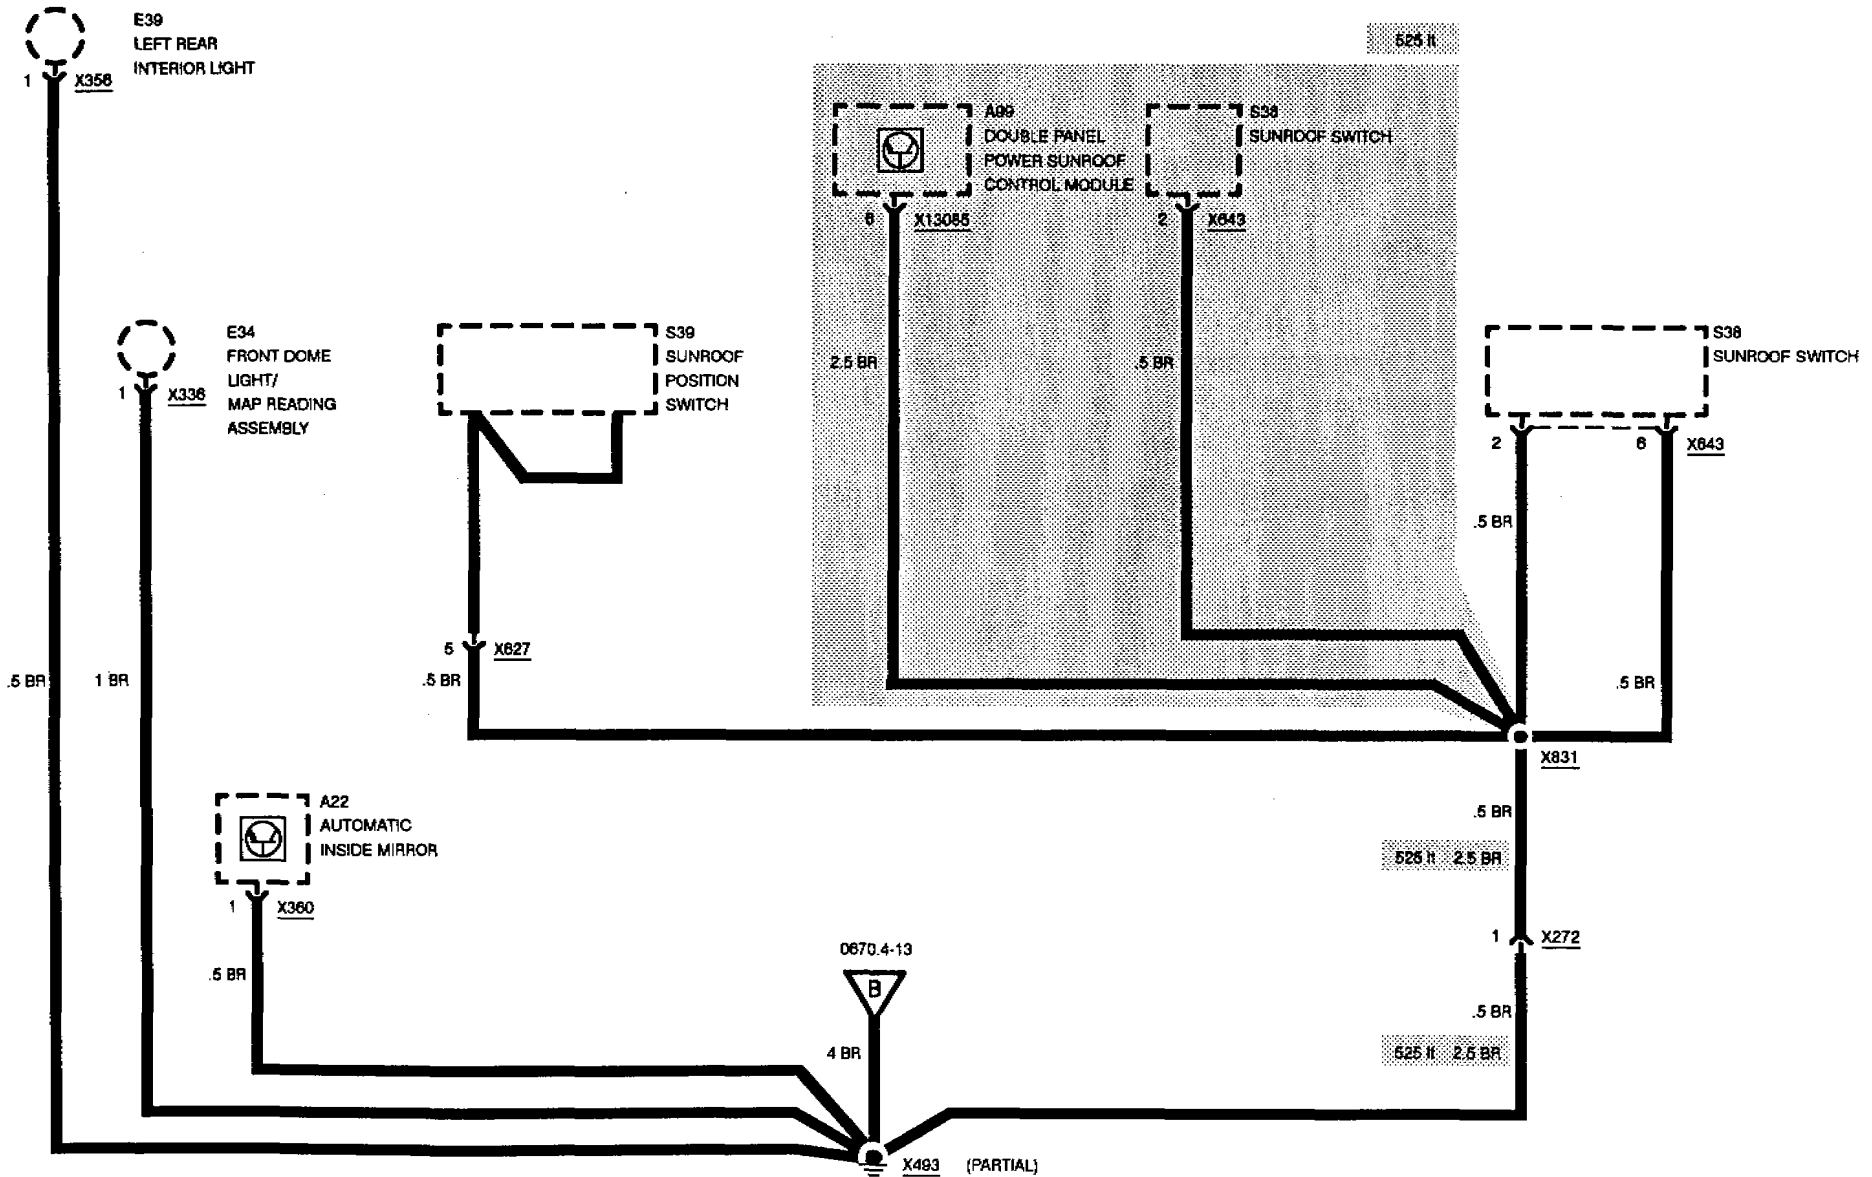 E39
LEFT REAR
INTERIOR LIGHT
1 X356
525 it
A99
DOUBLE PANEL
POWER SUNROOF
CONTROL MODULE
6 X13085
S38
SUNROOF SWITCH
2 X643
E34
FRONT DOME
LIGHT/
MAP READING
ASSEMBLY
1 X336
S39
SUNROOF
POSITION
SWITCH
2.5 BR
.5 BR
S38
SUNROOF SWITCH
2 6 X643
.5 BR
5 X627
.5 BR
1 BR
.5 BR
.5 BR
X831
A22
AUTOMATIC
INSIDE MIRROR
1 X360
.5 BR
.5 BR
525 it 2.5 BR
1 X272
0670.4-13
B
4 BR
.5 BR
525 it 2.5 BR
X493 (PARTIAL)